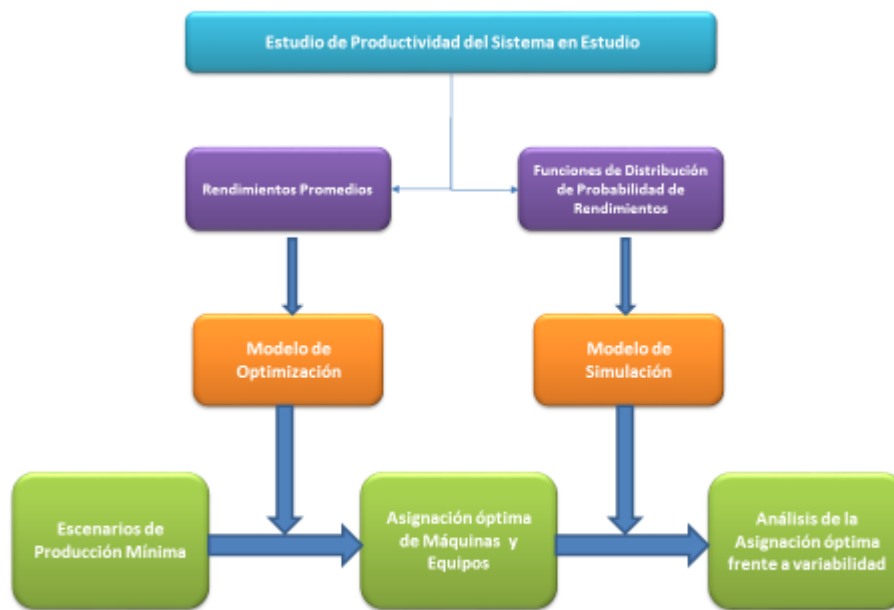 Estudio de Productividad del Sistema en Estudio
Rendimientos Promedios
Funciones de Distribución
de Probabilidad de
Rendimientos
Modelo de
Optimización
Modelo de
Simulación
Escenarios de
Producción Mínima
Asignación óptima
de Máquinas y
Equipos
Análisis de la
Asignación óptima
frente a variabilidad